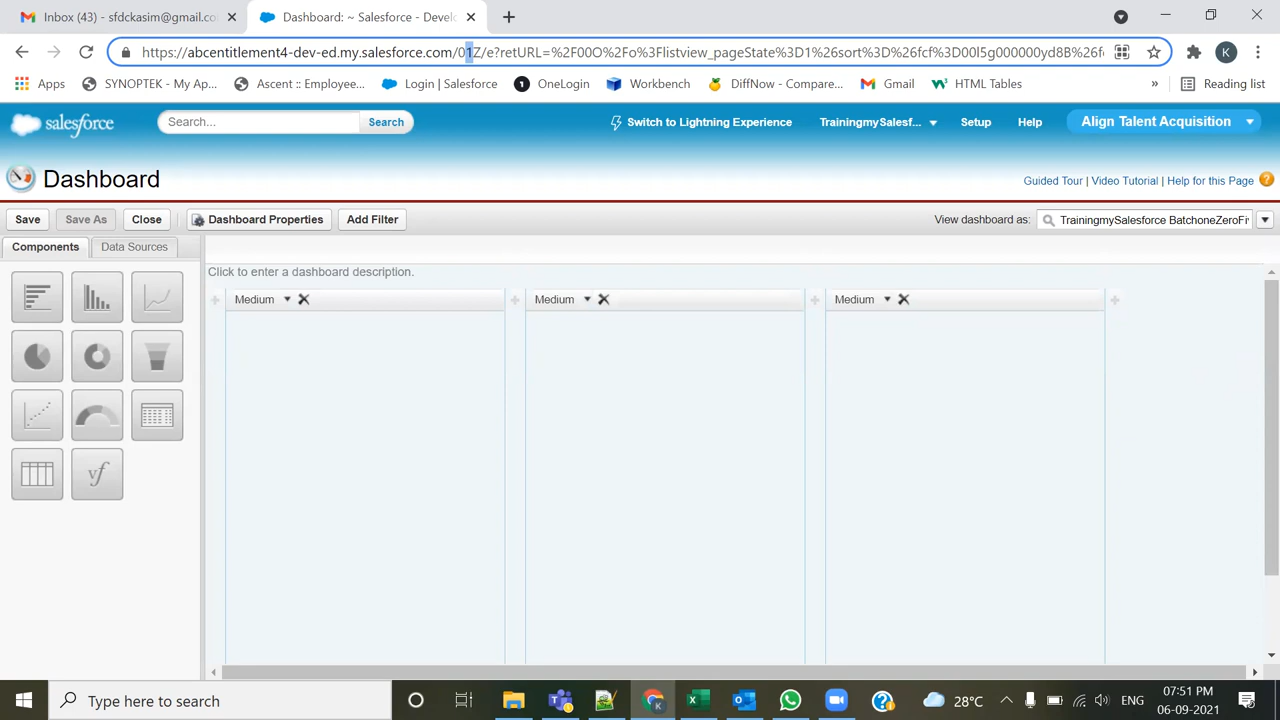 Inbox (43) - sfdckasim@gmail.co
Dashboard: ~ Salesforce - Develo
https://abcentitlement4-dev-ed.my.salesforce.com/01Z/e?retURL=%2F00O%2Fo%3Flistview_pageState%3D1%26sort%3D%26fcf%3D00l5g000000yd8B%26f
K
Apps
SYNOPTEK - My Ap...
Ascent :: Employee...
Login | Salesforce
OneLogin
Workbench
DiffNow - Compare...
Gmail
HTML Tables
»
Reading list
salesforce
Search...
Search
Switch to Lightning Experience
TrainingmySalesf...
Setup
Help
Align Talent Acquisition
Dashboard
Guided Tour | Video Tutorial | Help for this Page
Save
Save As
Close
Dashboard Properties
Add Filter
View dashboard as:
TrainingmySalesforce BatchoneZeroFi
Components
Data Sources
Click to enter a dashboard description.
Medium
Medium
Medium
vf
Type here to search
28°C
ENG
07:51 PM
06-09-2021